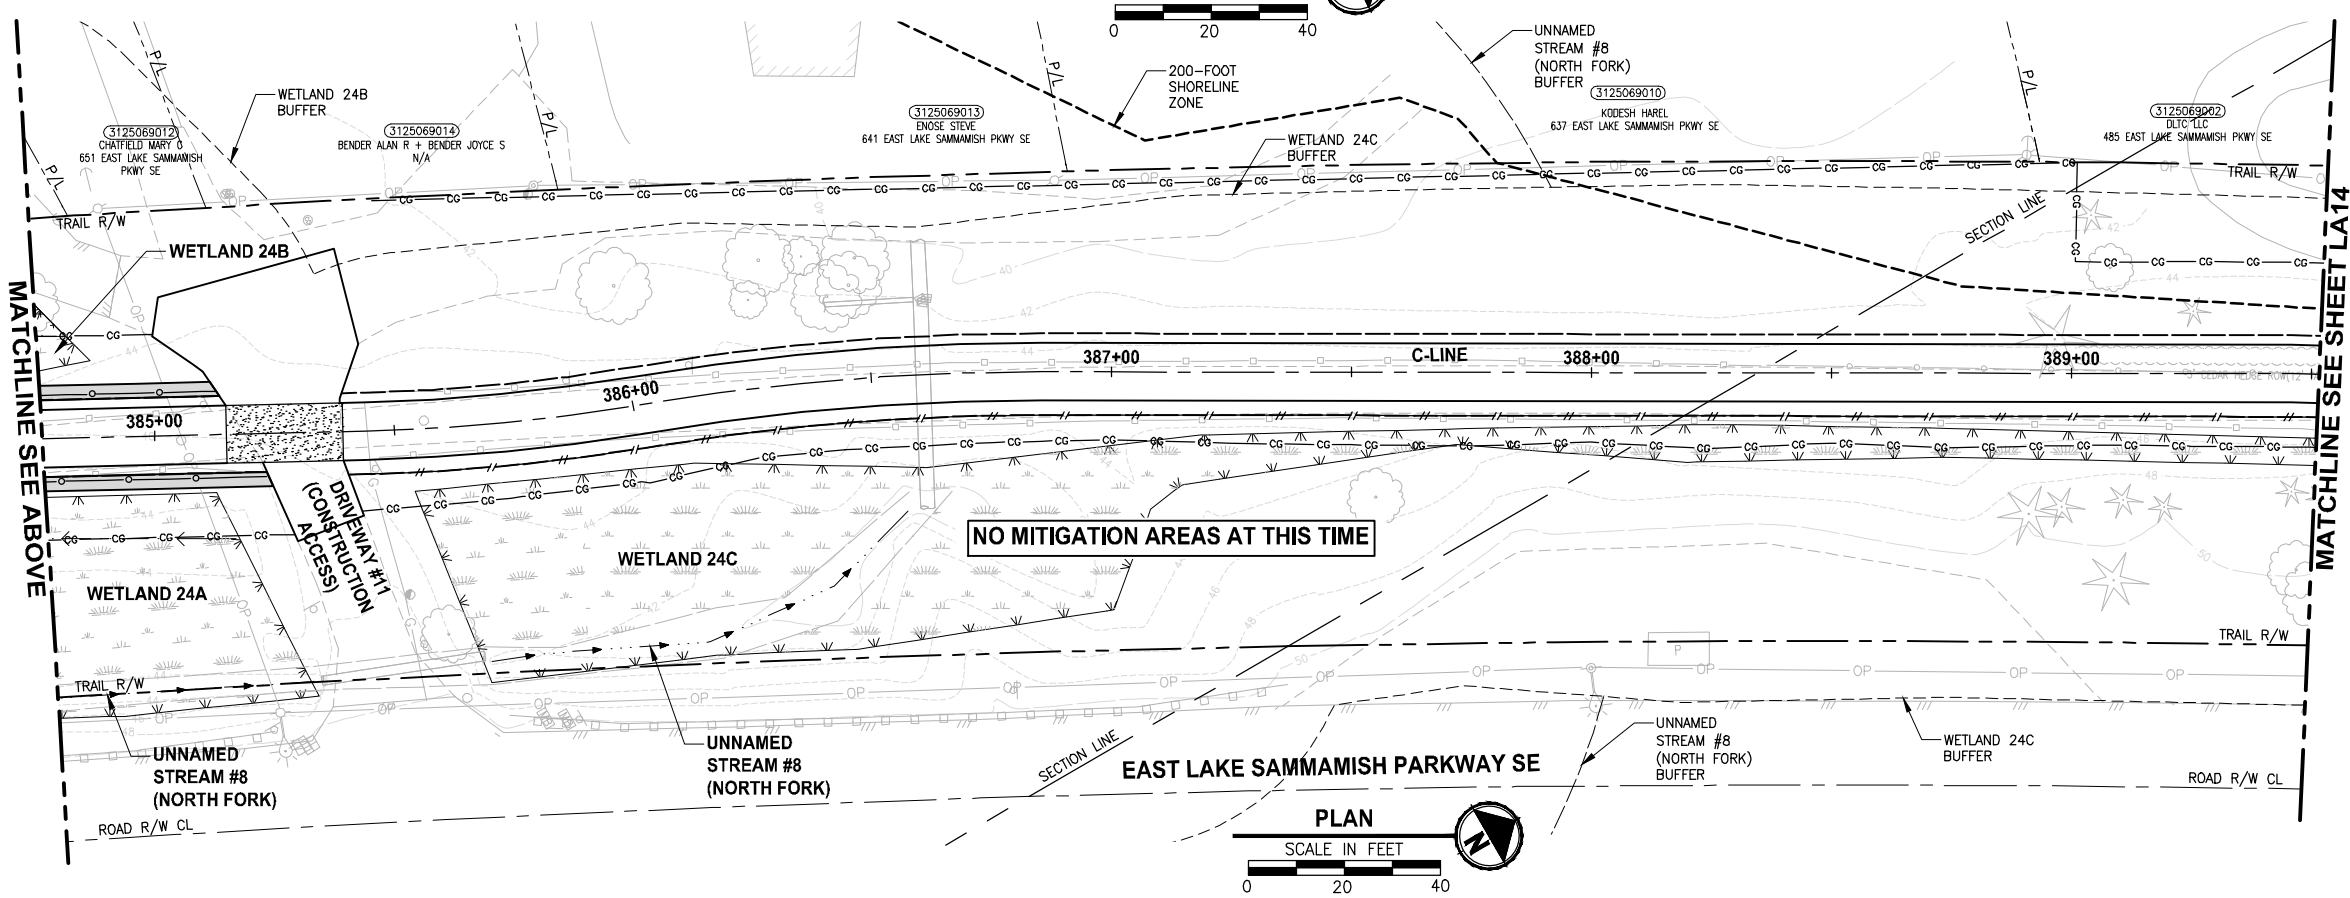 0 20 40
P/L
P/L
P/L
P/L
P/L
WETLAND 24B
BUFFER
200-FOOT
SHORELINE
ZONE
UNNAMED
STREAM #8
(NORTH FORK)
BUFFER
3125069012
CHATFIELD MARY C
651 EAST LAKE SAMMAMISH
PKWY SE
3125069014
BENDER ALAN R + BENDER JOYCE S
N/A
3125069013
ENOSE STEVE
641 EAST LAKE SAMMAMISH PKWY SE
WETLAND 24C
BUFFER
3125069010
KODESH HAREL
637 EAST LAKE SAMMAMISH PKWY SE
3125069002
DLTC LLC
485 EAST LAKE SAMMAMISH PKWY SE
TRAIL R/W
TRAIL R/W
SECTION LINE
WETLAND 24B
MATCHLINE SEE ABOVE
MATCHLINE SEE SHEET LA14
385+00
386+00
387+00
C-LINE
388+00
389+00
DRIVEWAY #11
(CONSTRUCTION
ACCESS)
NO MITIGATION AREAS AT THIS TIME
WETLAND 24C
WETLAND 24A
TRAIL R/W
TRAIL R/W
P
UNNAMED
STREAM #8
(NORTH FORK)
UNNAMED
STREAM #8
(NORTH FORK)
SECTION LINE
EAST LAKE SAMMAMISH PARKWAY SE
UNNAMED
STREAM #8
(NORTH FORK)
BUFFER
WETLAND 24C
BUFFER
ROAD R/W CL
ROAD R/W CL
PLAN
N
SCALE IN FEET
0 20 40